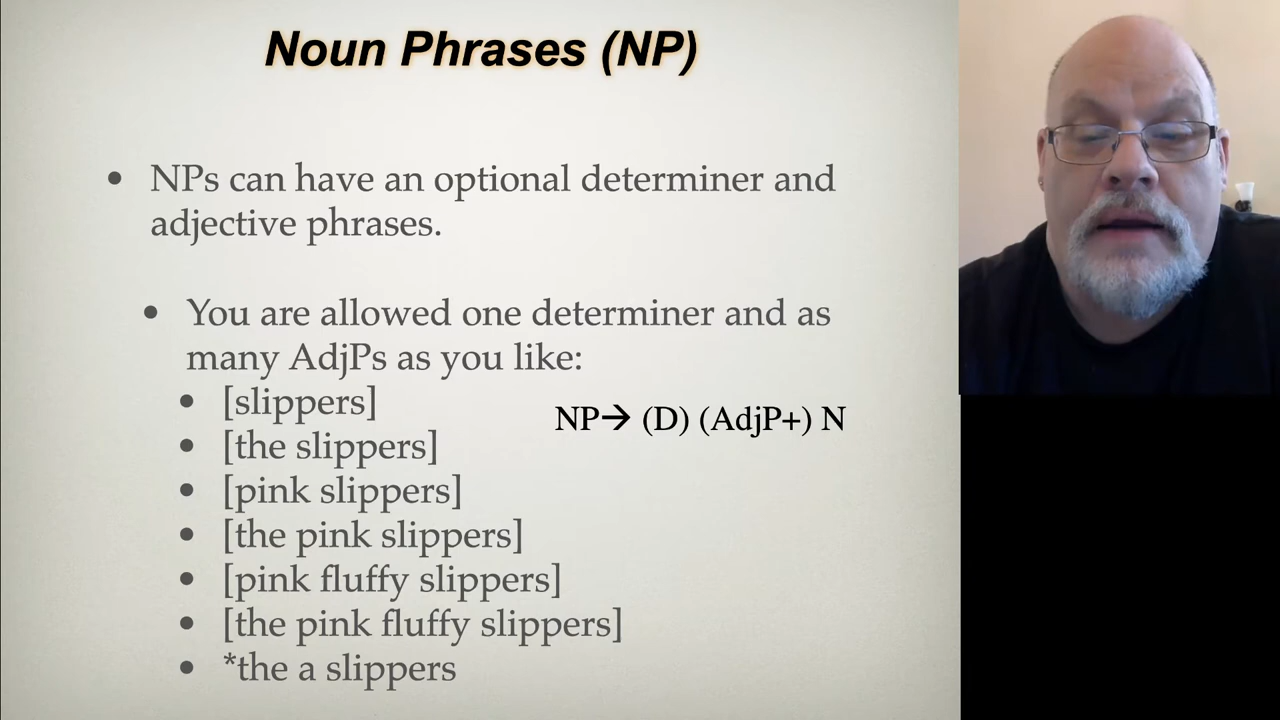 Noun Phrases (NP)
• NPs can have an optional determiner and
adjective phrases.
• You are allowed one determiner and as
many AdjPs as you like:
• [slippers]
NP→ (D) (AdjP+) N
• [the slippers]
• [pink slippers]
• [the pink slippers]
• [pink fluffy slippers]
• [the pink fluffy slippers]
• *the a slippers